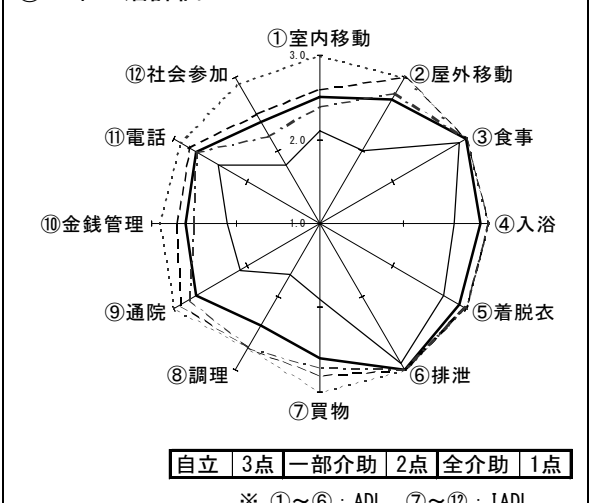 ①室内移動
3.0
⑫社会参加
②屋外移動
⑪電話
2.0
③食事
⑩金銭管理
1.0
④入浴
⑨通院
⑤着脱衣
⑧調理
⑥排泄
⑦買物
自立 3点 一部介助 2点 全介助 1点
※ ①～⑥：ADL ⑦～⑫：IADL